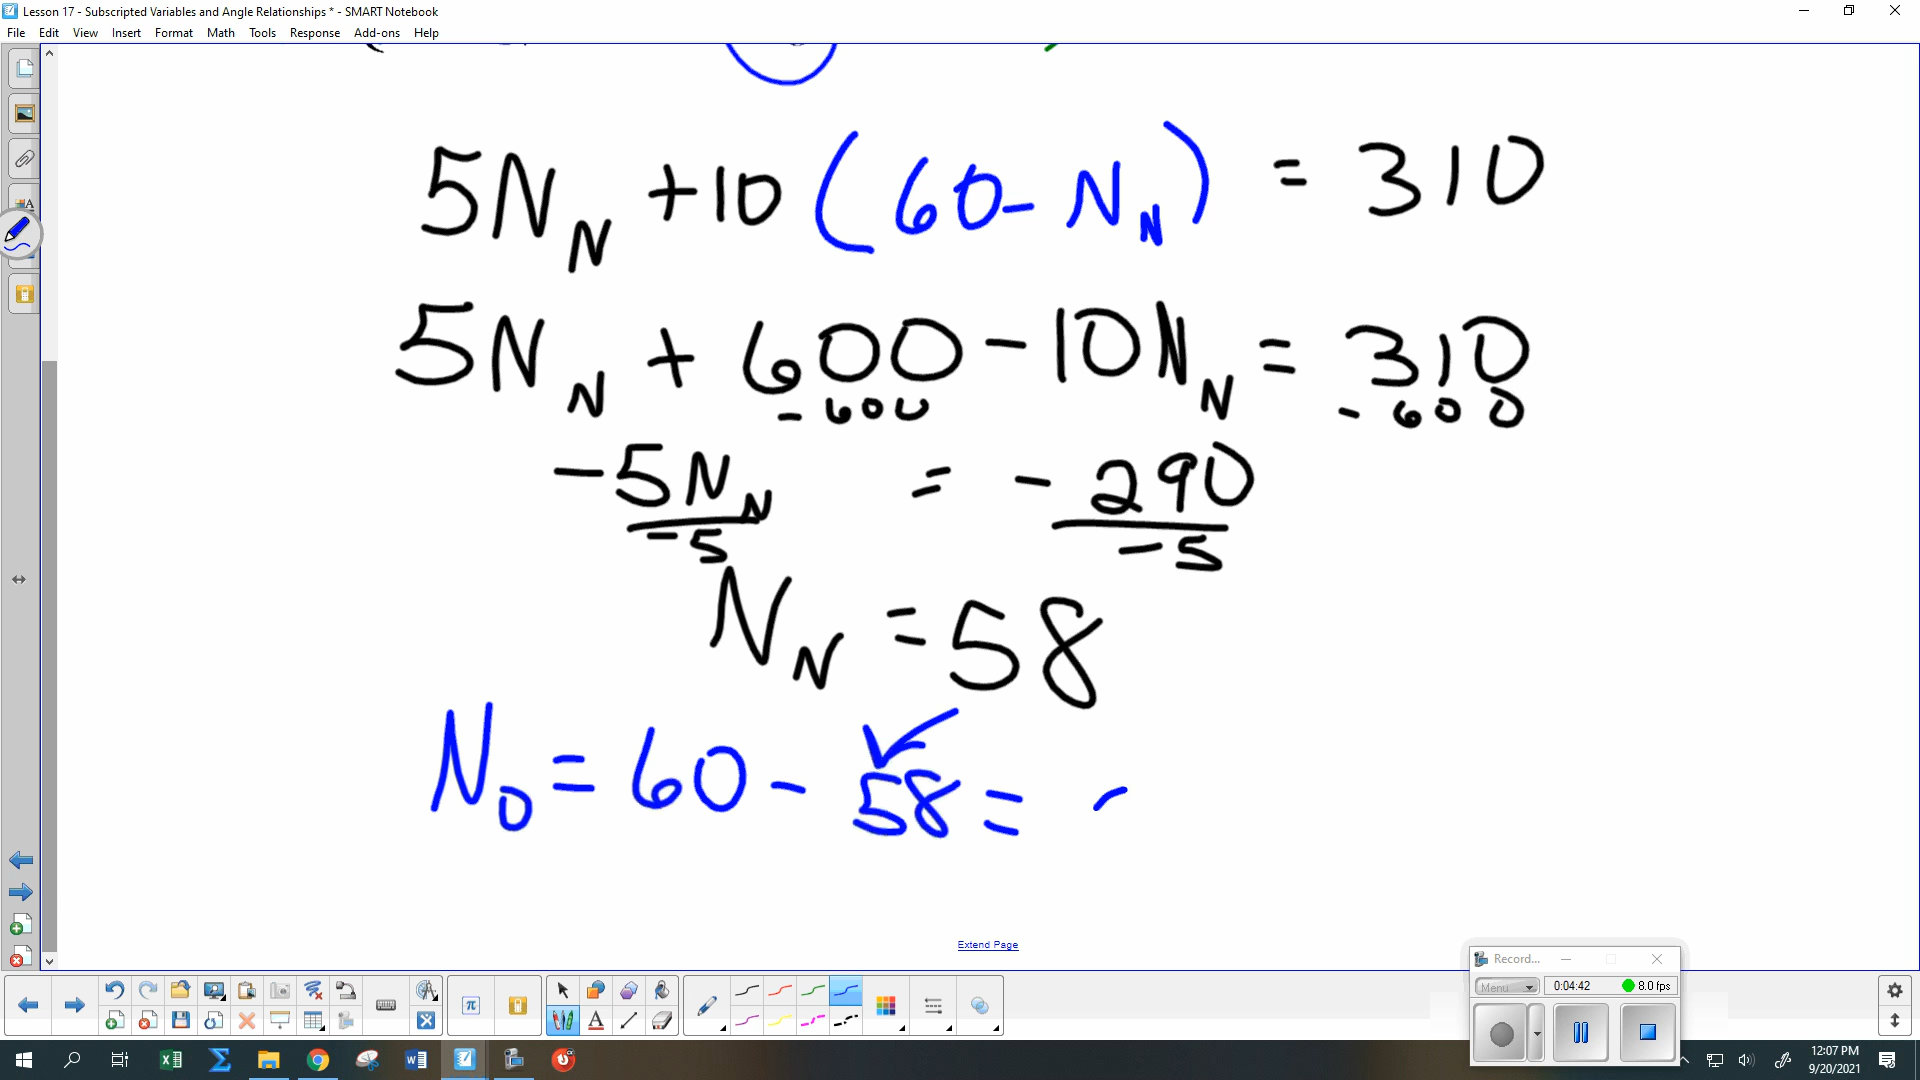 Lesson 17 - Subscripted Variables and Angle Relationships * - SMART Notebook
File Edit View Insert Format Math Tools Response Add-ons Help
5N_N + 10 (60 - N_N) = 310
5N_N + 600 - 10N_N = 310
- 600 - 600
-5N_N = -290
-5 -5
N_N = 58
N_0 = 60 - 58 =
Extend Page
Record...
Menu 0:04:42 8.0 fps
12:07 PM
9/20/2021